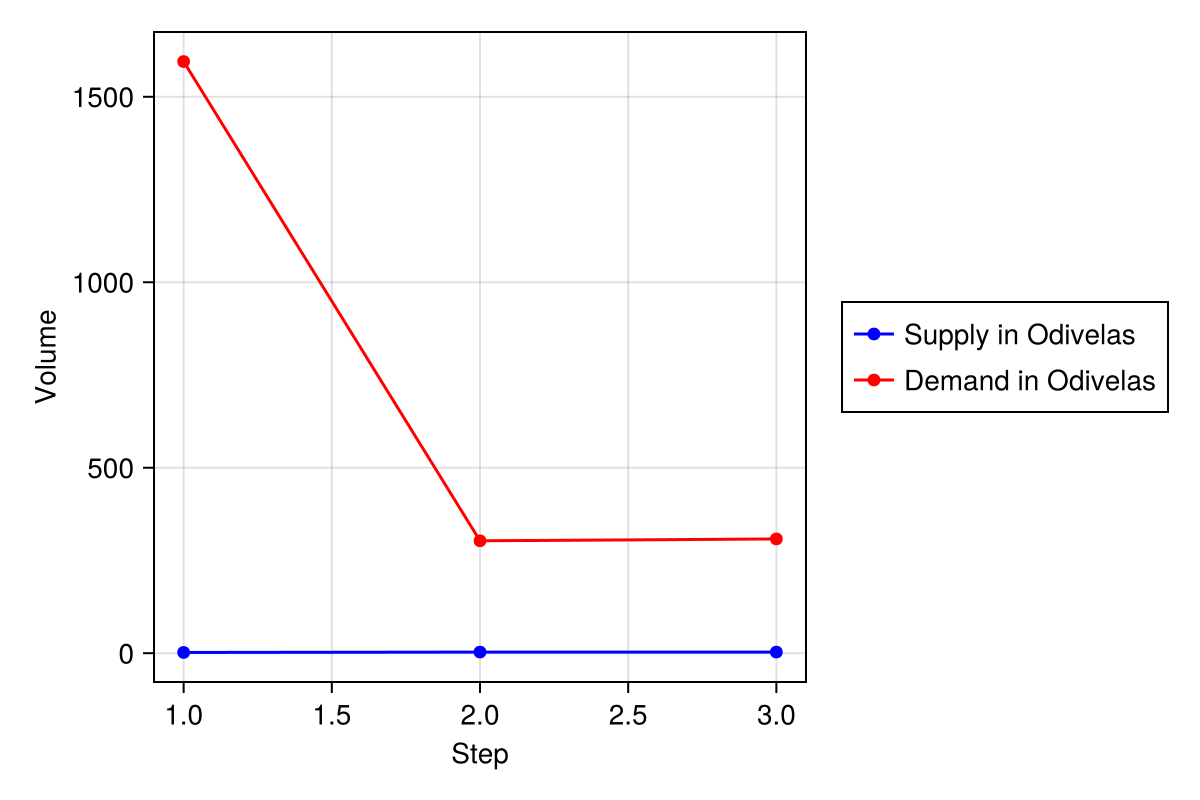 1500
1000
500
0
Volume
1.0 1.5 2.0 2.5 3.0
Step
Supply in Odivelas
Demand in Odivelas